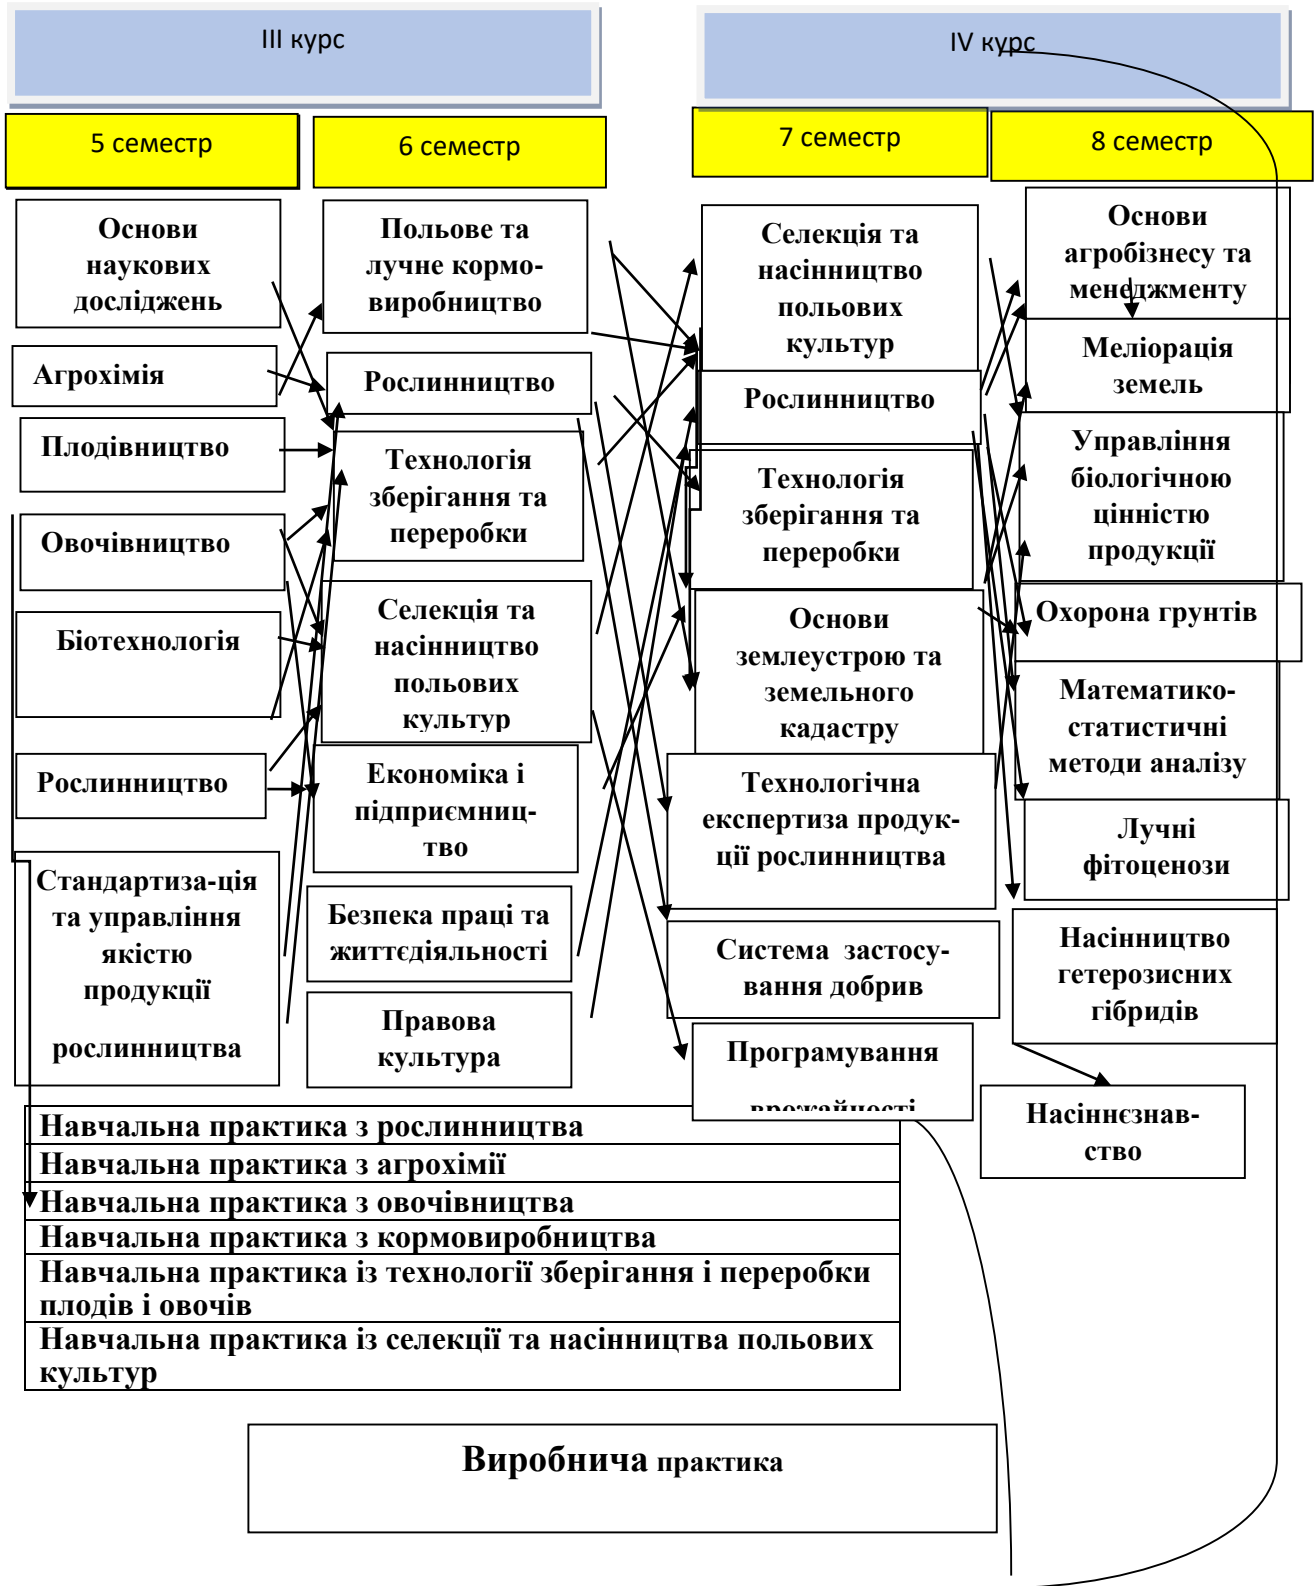 III курс
IV курс
5 семестр
6 семестр
7 семестр
8 семестр
Основи
наукових
досліджень
Агрохімія
Плодівництво
Овочівництво
Біотехнологія
Рослинництво
Стандартиза-ція
та управління
якістю
продукції
рослинництва
Польове та
лучне кормо-
виробництво
Рослинництво
Технологія
зберігання та
переробки
Селекція та
насінництво
польових
культур
Економіка і
підприємниц-
тво
Безпека праці та
життєдіяльності
Правова
культура
Селекція та
насінництво
польових
культур
Рослинництво
Технологія
зберігання та
переробки
Основи
землеустрою та
земельного
кадастру
Технологічна
експертиза продук-
ції рослинництва
Система застосу-
вання добрив
Програмування
врожайності
Основи
агробізнесу та
менеджменту
Меліорація
земель
Управління
біологічною
цінністю
продукції
Охорона грунтів
Математико-
статистичні
методи аналізу
Лучні
фітоценози
Насінництво
гетерозисних
гібридів
Насіннєзнав-
ство
Навчальна практика з рослинництва
Навчальна практика з агрохімії
Навчальна практика з овочівництва
Навчальна практика з кормовиробництва
Навчальна практика із технології зберігання і переробки
плодів і овочів
Навчальна практика із селекції та насінництва польових
культур
Виробнича практика